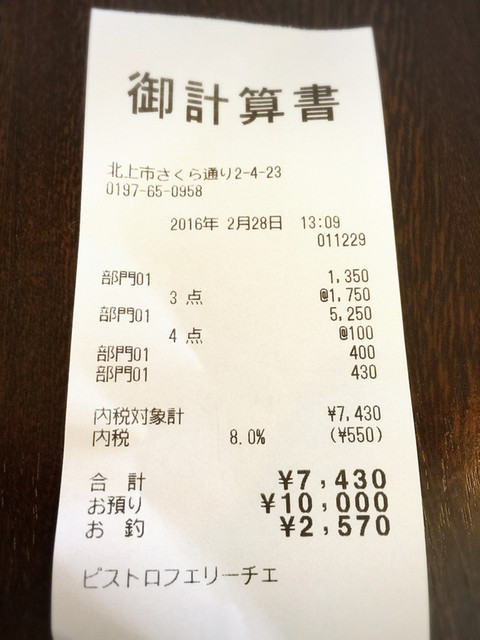 御計算書
北上市さくら通り2-4-23
0197-65-0958
2016年 2月28日 13:09
011229
部門01 1,350
3 点 @1,750
部門01 5,250
4 点 @100
部門01 400
部門01 430
内税対象計 ¥7,430
内税 8.0% (¥550)
合 計 ¥7,430
お預り ¥10,000
お 釣 ¥2,570
ビストロフエリーチエ